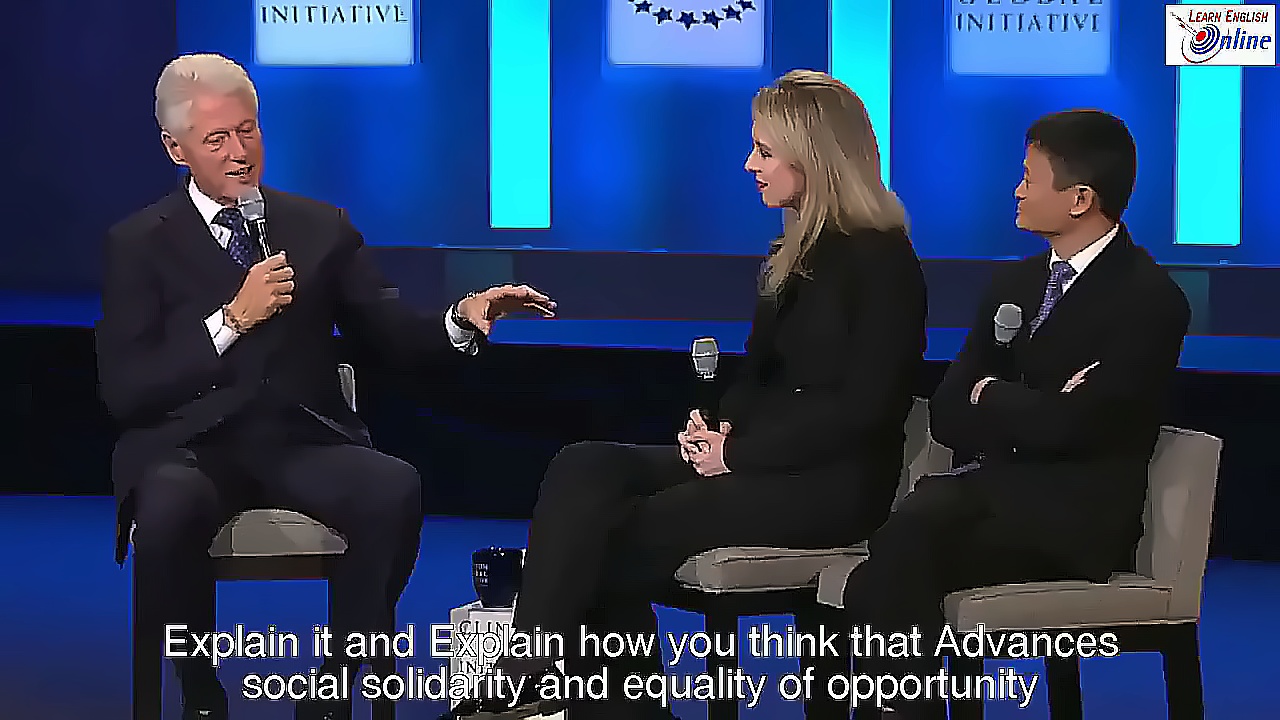 INITIATIVE
GLOBAL
INITIATIVE
LEARN ENGLISH
Online
Explain it and Explain how you think that Advances
social solidarity and equality of opportunity